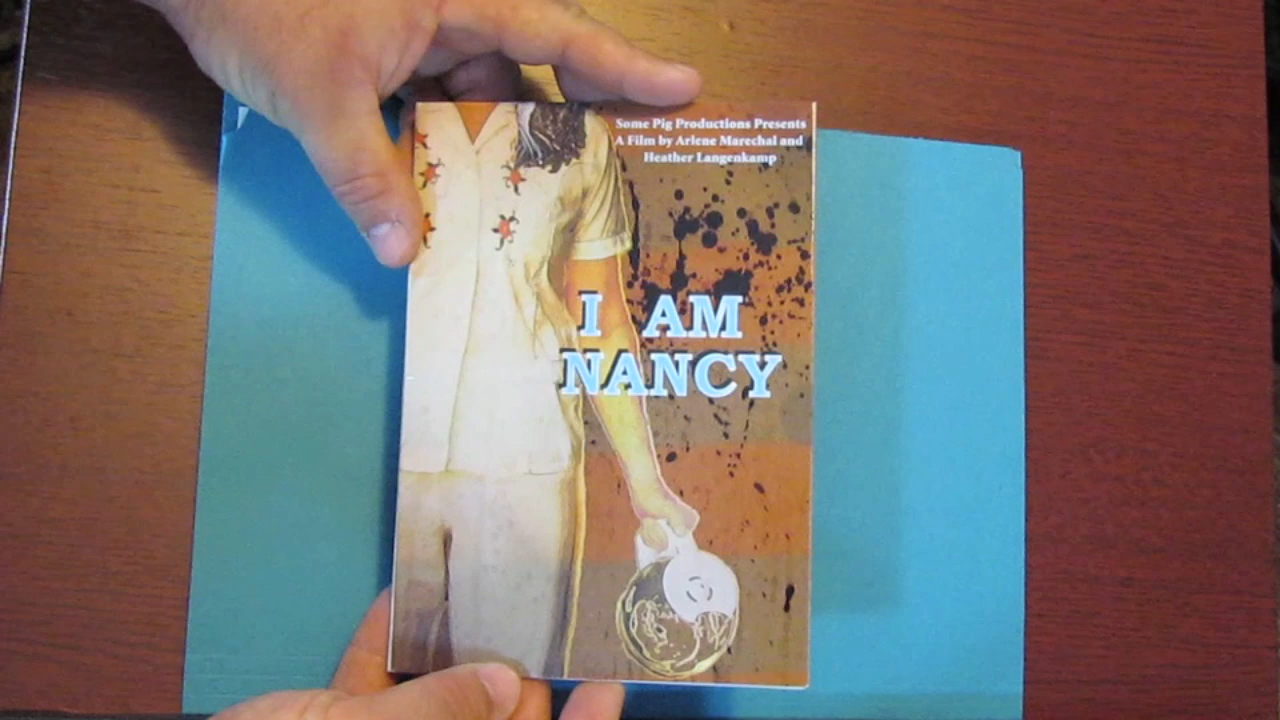 Some Pig Productions Presents
A Film by Arlene Marechal and
Heather Langenkamp
I AM
NANCY